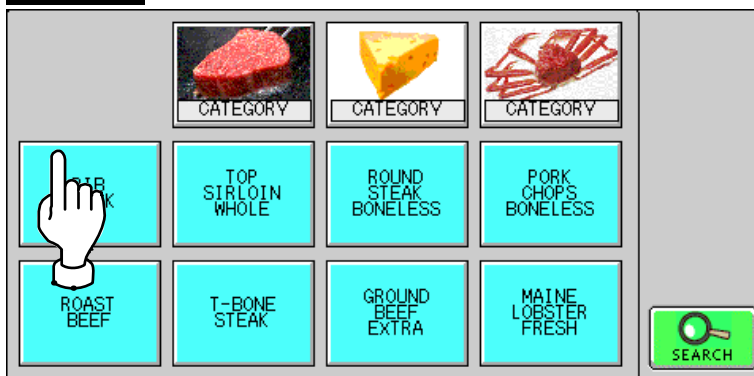 CATEGORY CATEGORY CATEGORY
TOP
SIRLOIN
WHOLE
ROUND
STEAK
BONELESS
PORK
CHOPS
BONELESS
ROAST
BEEF
T-BONE
STEAK
GROUND
BEEF
EXTRA
MAINE
LOBSTER
FRESH
SEARCH